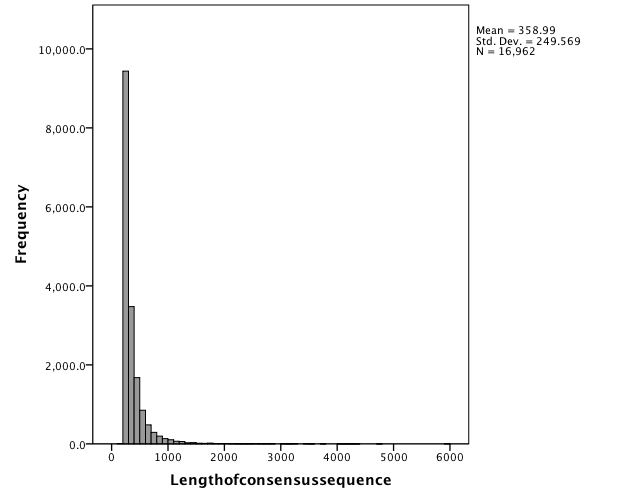 Mean = 358.99
Std. Dev. = 249.569
N = 16,962
10,000.0
8,000.0
6,000.0
4,000.0
2,000.0
0.0
Frequency
0 1000 2000 3000 4000 5000 6000
Lengthofconsensussequence